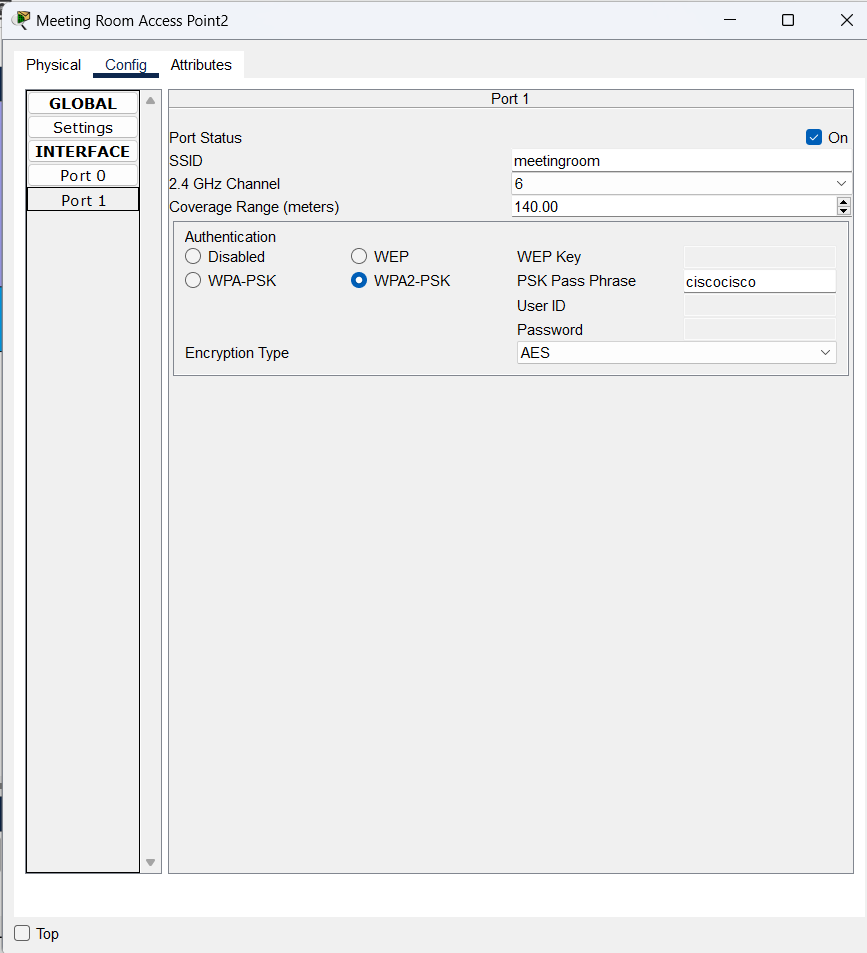 Meeting Room Access Point2
Physical Config Attributes
GLOBAL
Settings
INTERFACE
Port 0
Port 1
Port 1
Port Status On
SSID meetingroom
2.4 GHz Channel 6
Coverage Range (meters) 140.00
Authentication
Disabled WEP WEP Key
WPA-PSK WPA2-PSK PSK Pass Phrase ciscocisco
User ID
Password
Encryption Type AES
Top